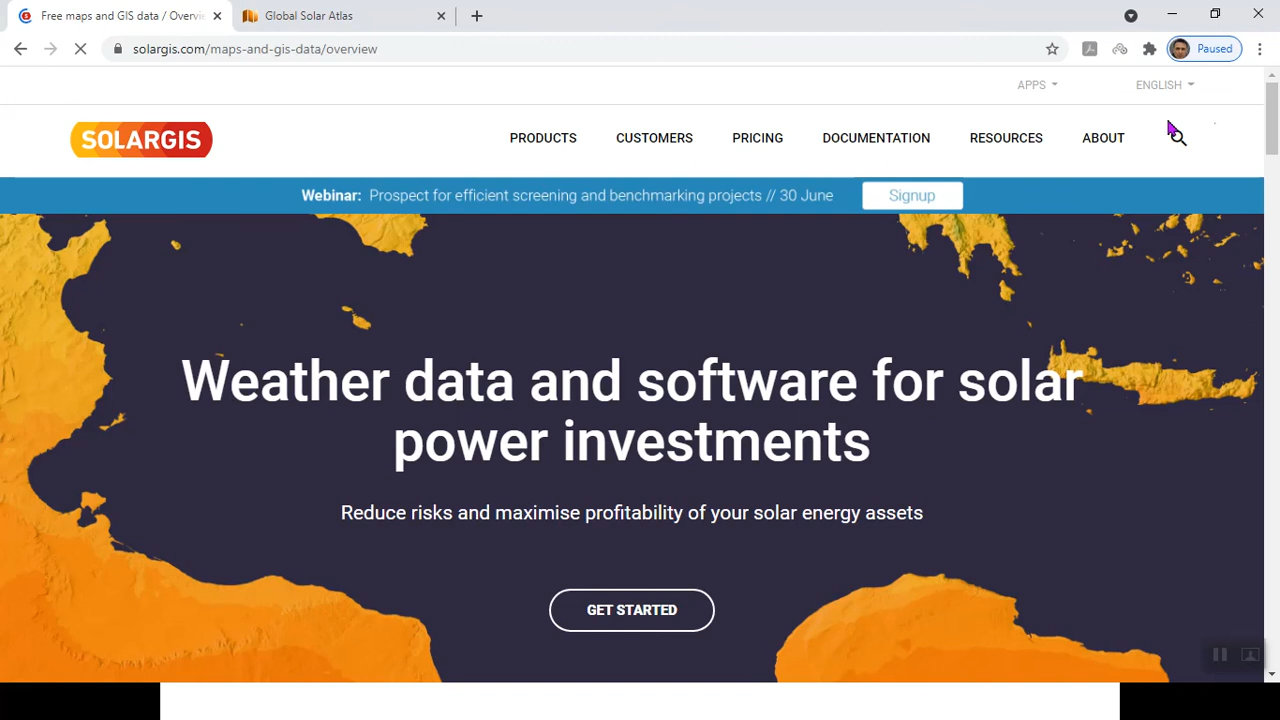 Free maps and GIS data / Overvi
Global Solar Atlas
solargis.com/maps-and-gis-data/overview
Paused
APPS
ENGLISH
SOLARGIS
PRODUCTS
CUSTOMERS
PRICING
DOCUMENTATION
RESOURCES
ABOUT
Webinar: Prospect for efficient screening and benchmarking projects // 30 June
Signup
Weather data and software for solar
power investments
Reduce risks and maximise profitability of your solar energy assets
GET STARTED